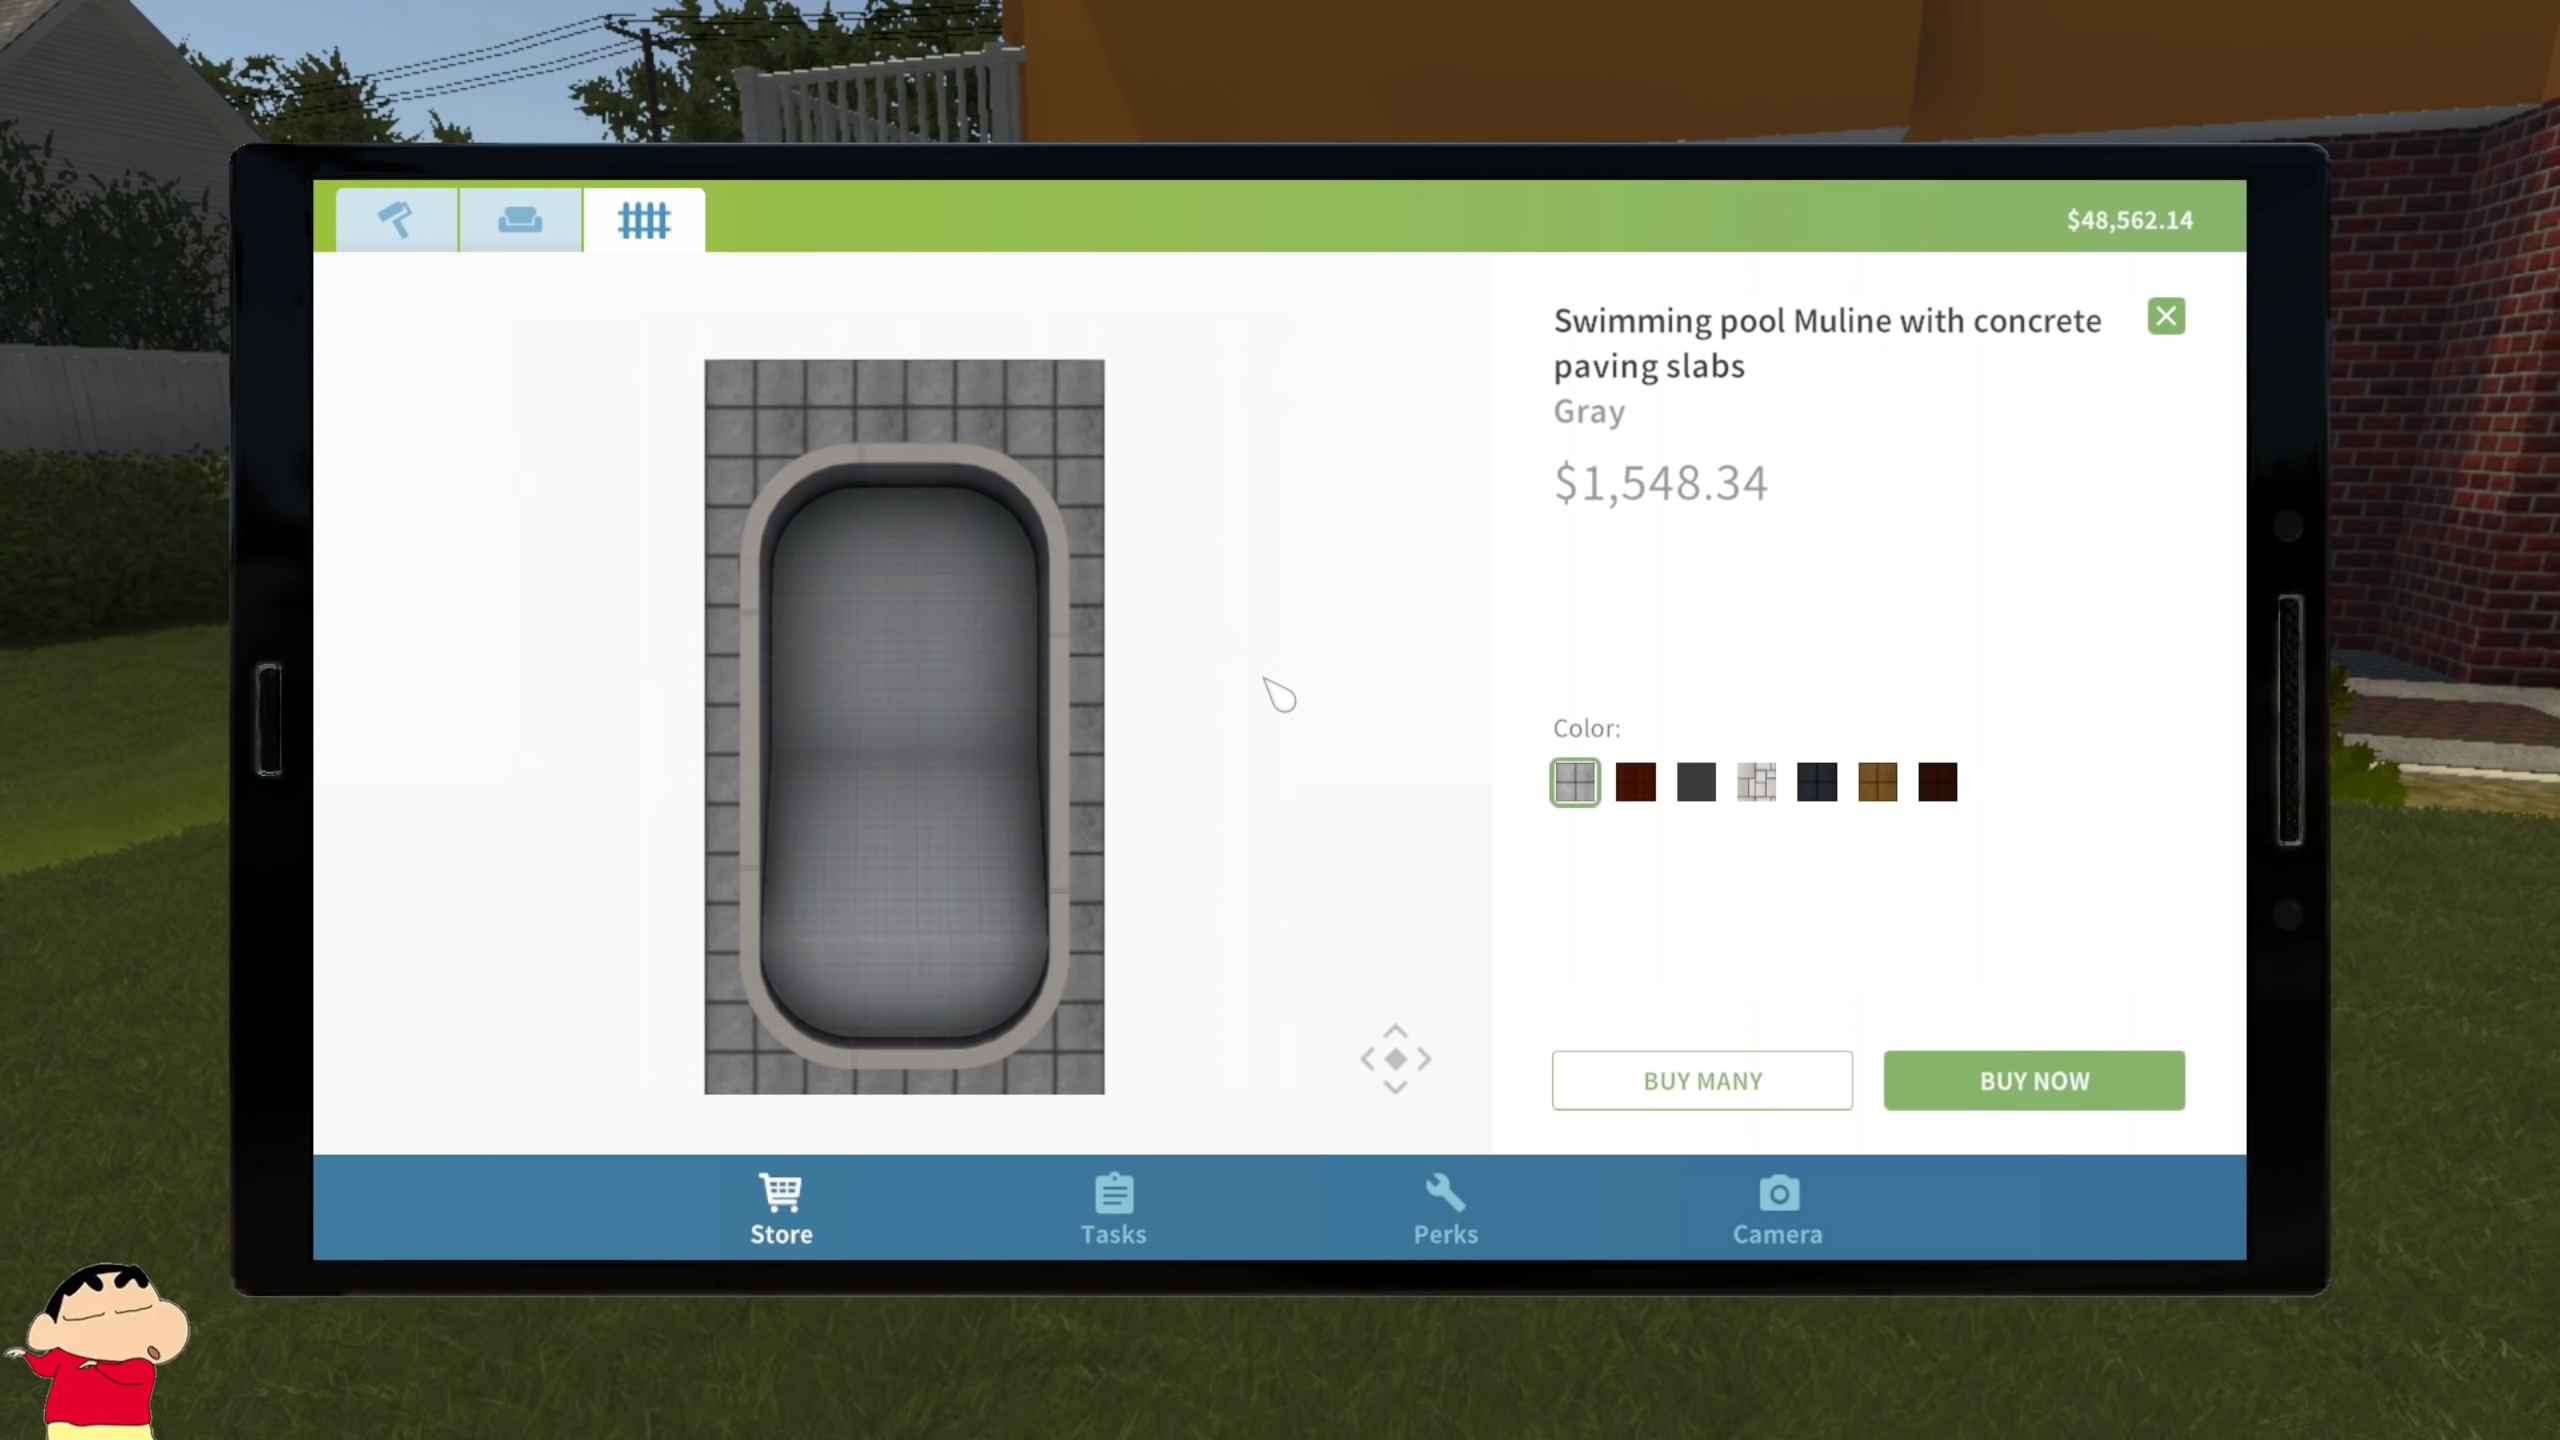 $48,562.14
Swimming pool Muline with concrete
paving slabs
Gray
$1,548.34
Color:
BUY MANY
BUY NOW
Store
Tasks
Perks
Camera